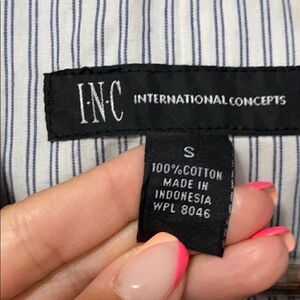 I·N·C INTERNATIONAL CONCEPTS
S
100% COTTON
MADE IN
INDONESIA
WPL 8046